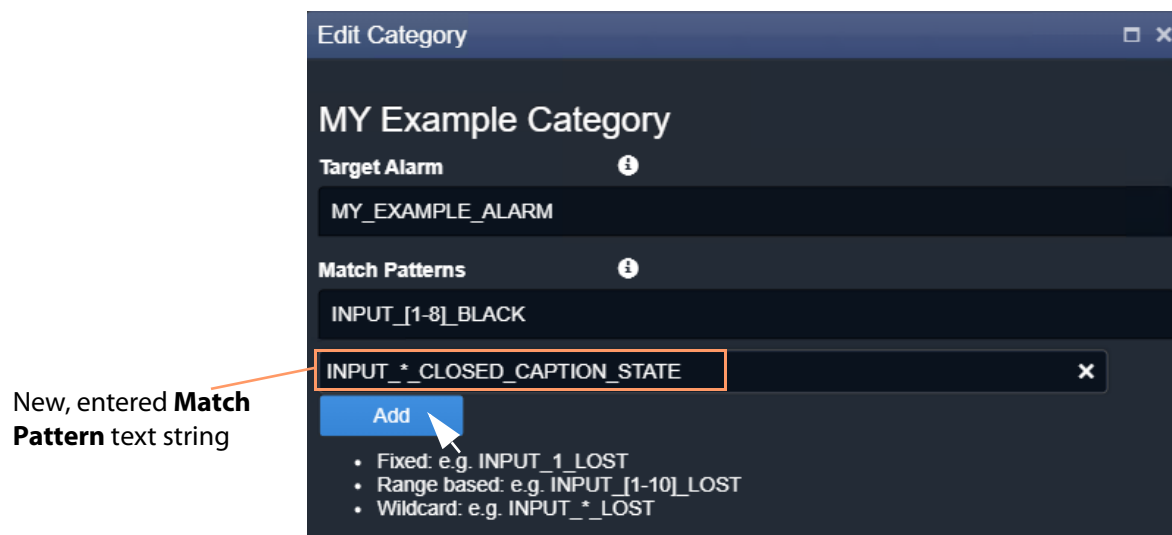 Edit Category
MY Example Category
Target Alarm
MY_EXAMPLE_ALARM
Match Patterns
INPUT_[1-8]_BLACK
INPUT_*_CLOSED_CAPTION_STATE
New, entered Match
Pattern text string
Add
• Fixed: e.g. INPUT_1_LOST
• Range based: e.g. INPUT_[1-10]_LOST
• Wildcard: e.g. INPUT_*_LOST